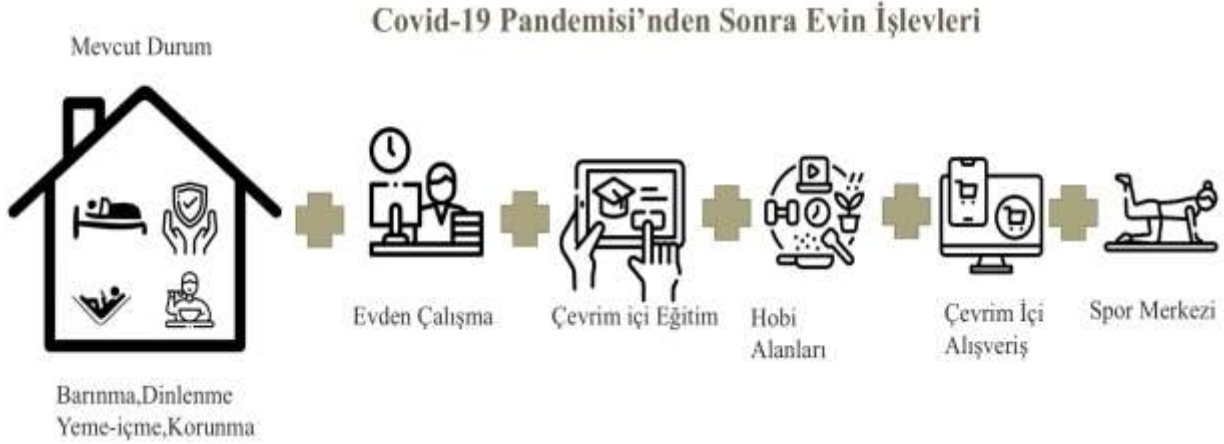 Covid-19 Pandemisi’nden Sonra Evin İşlevleri
Mevcut Durum
Barınma,Dinlenme
Yeme-içme,Korunma
Evden Çalışma
Çevrim içi Eğitim
Hobi
Alanları
Çevrim İçi
Alışveriş
Spor Merkezi